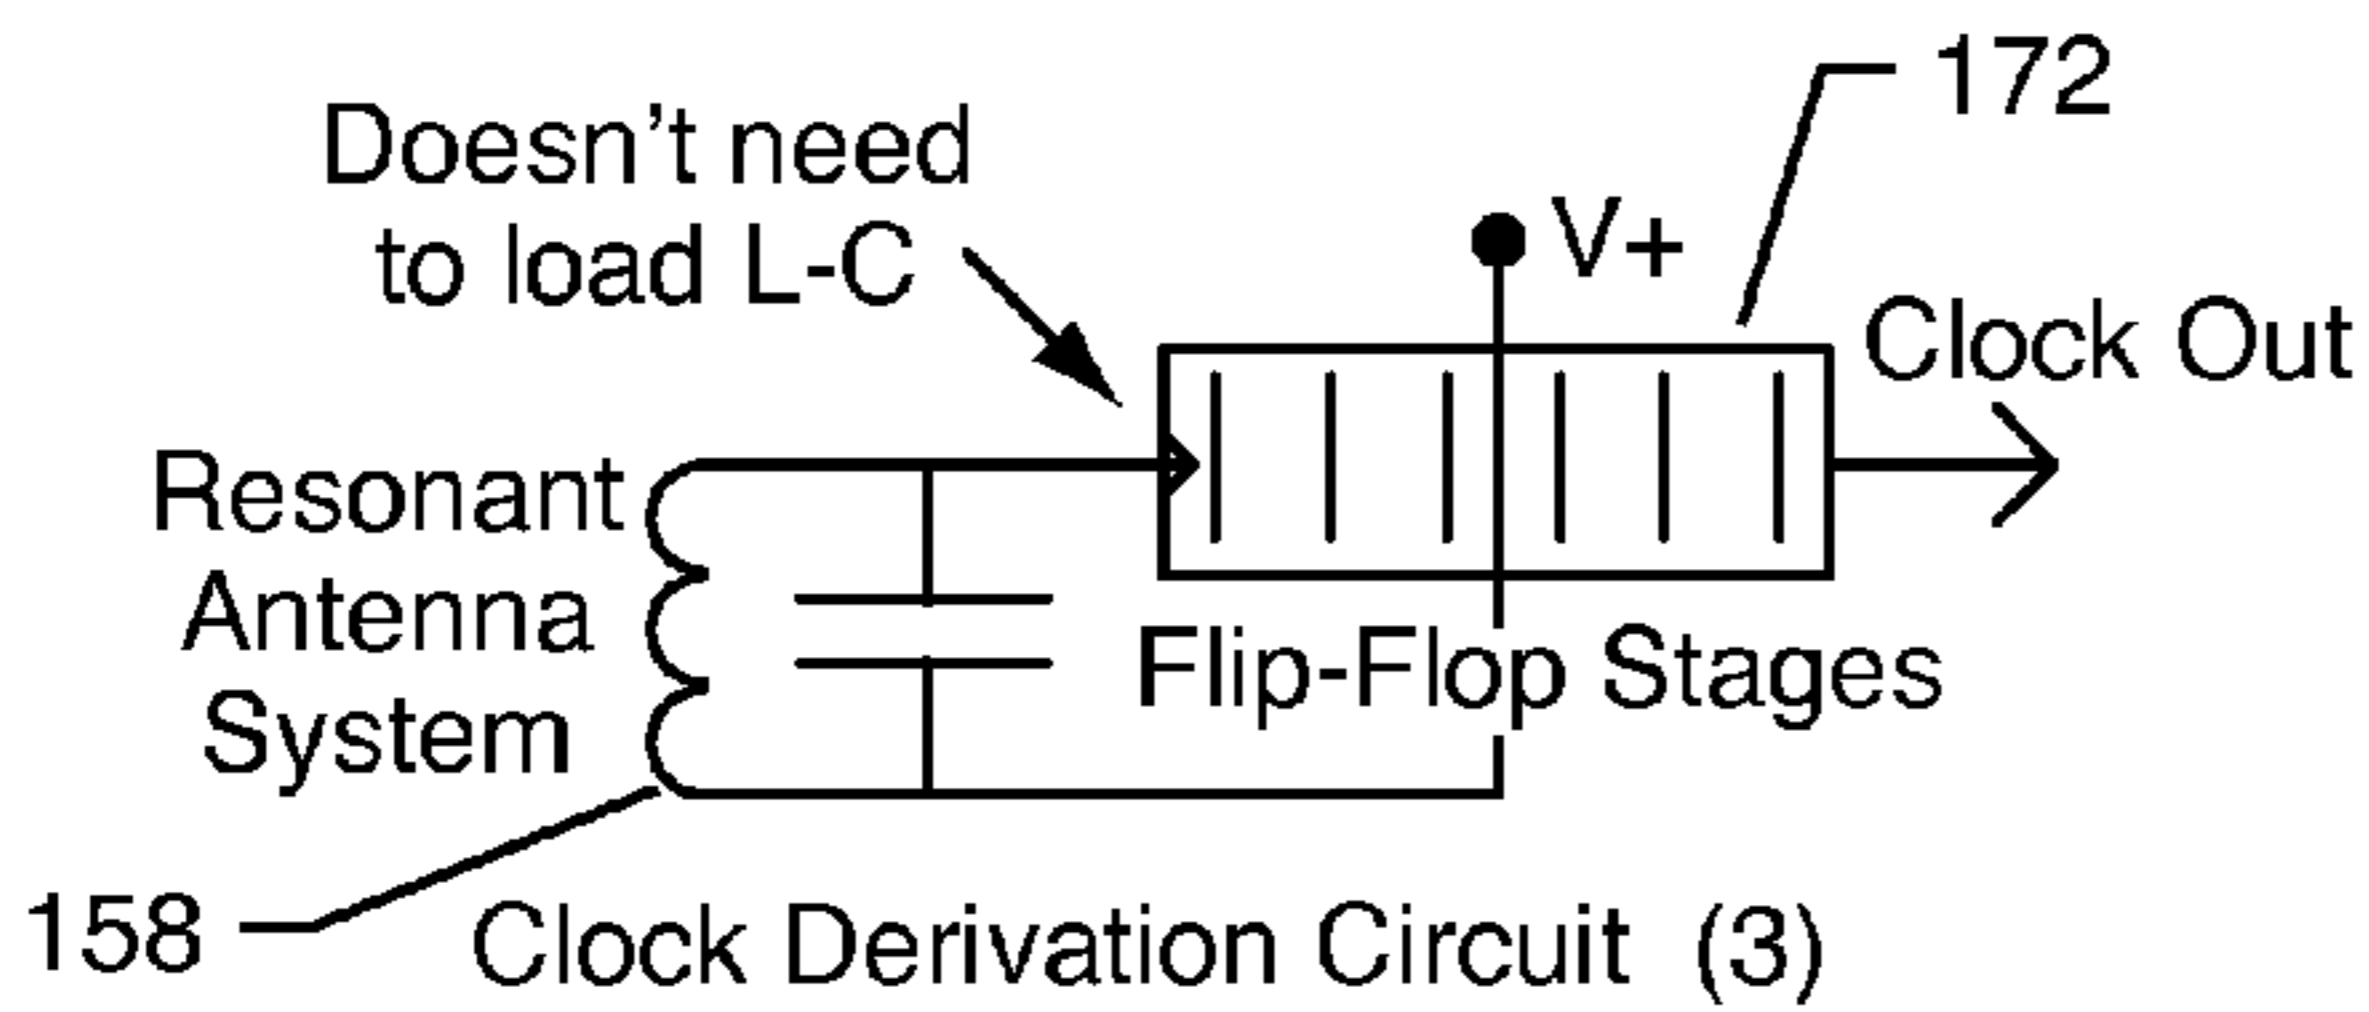 172
Doesn't need
to load L-C
V+
Clock Out
Resonant
Antenna
System
Flip-Flop Stages
158
Clock Derivation Circuit (3)